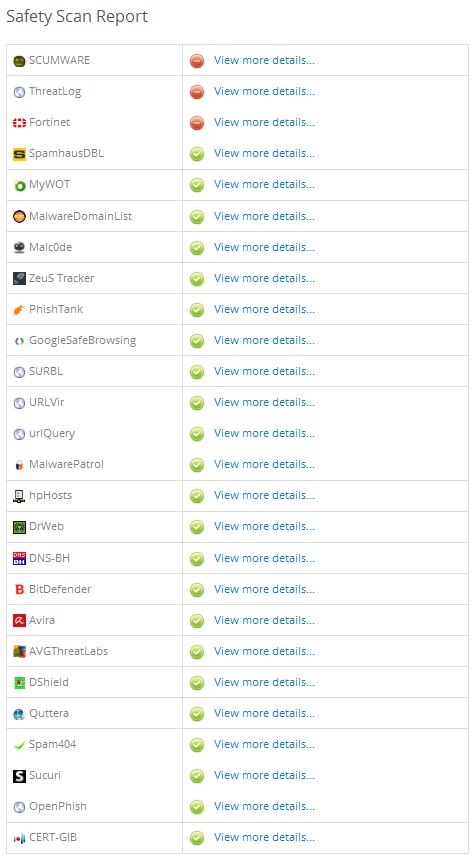 Safety Scan Report
SCUMWARE View more details...
ThreatLog View more details...
Fortinet View more details...
SpamhausDBL View more details...
MyWOT View more details...
MalwareDomainList View more details...
Malc0de View more details...
ZeuS Tracker View more details...
PhishTank View more details...
GoogleSafeBrowsing View more details...
SURBL View more details...
URLVir View more details...
urlQuery View more details...
MalwarePatrol View more details...
hpHosts View more details...
DrWeb View more details...
DNS-BH View more details...
BitDefender View more details...
Avira View more details...
AVGThreatLabs View more details...
DShield View more details...
Quttera View more details...
Spam404 View more details...
Sucuri View more details...
OpenPhish View more details...
CERT-GIB View more details...